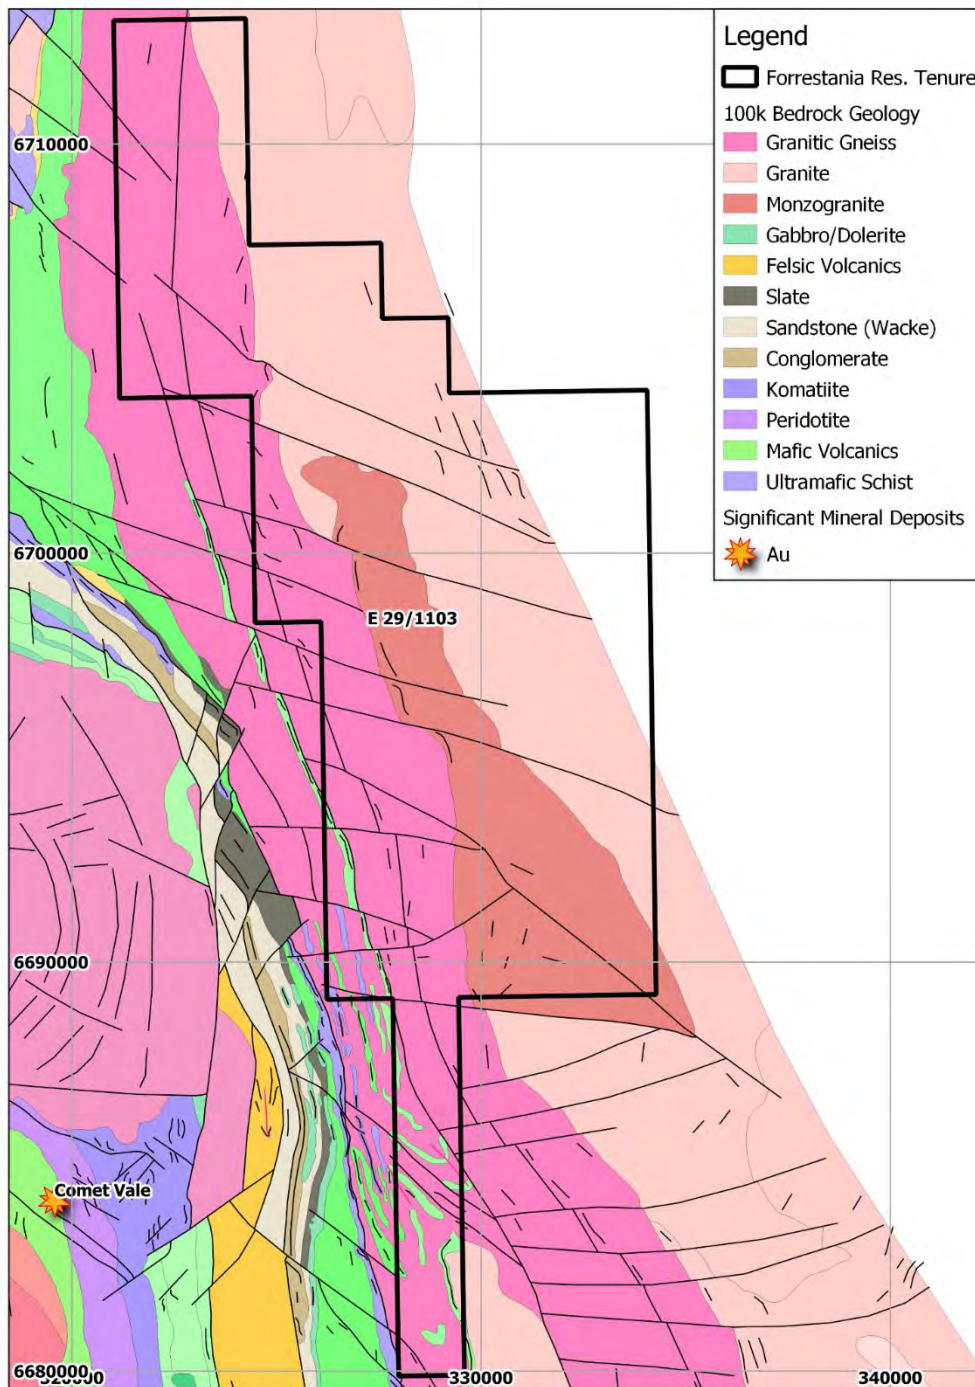 Legend
Forrestania Res. Tenure
100k Bedrock Geology
Granitic Gneiss
Granite
Monzogranite
Gabbro/Dolerite
Felsic Volcanics
Slate
Sandstone (Wacke)
Conglomerate
Komatiite
Peridotite
Mafic Volcanics
Ultramafic Schist
Significant Mineral Deposits
Au
6710000
6700000
E 29/1103
6690000
Comet Vale
6680000
330000
340000